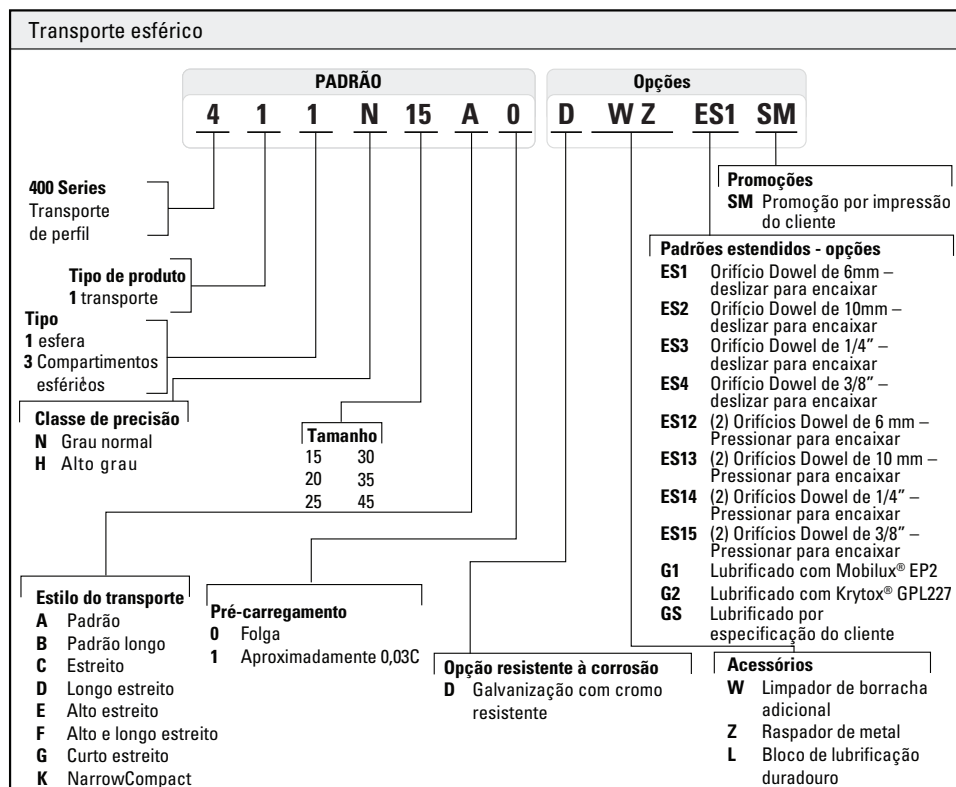 Transporte esférico
PADRÃO
Opções
4 1 1 N 15 A 0 D W Z ES1 SM
400 Series
Transporte
de perfil
Tipo de produto
1 transporte
Tipo
1 esfera
3 Compartimentos
esféricos
Classe de precisão
N Grau normal
H Alto grau
Tamanho
15 30
20 35
25 45
Estilo do transporte
A Padrão
B Padrão longo
C Estreito
D Longo estreito
E Alto estreito
F Alto e longo estreito
G Curto estreito
K NarrowCompact
Pré-carregamento
0 Folga
1 Aproximadamente 0,03C
Opção resistente à corrosão
D Galvanização com cromo
resistente
Promoções
SM Promoção por impressão
do cliente
Padrões estendidos - opções
ES1 Orifício Dowel de 6mm –
deslizar para encaixar
ES2 Orifício Dowel de 10mm –
deslizar para encaixar
ES3 Orifício Dowel de 1/4” –
deslizar para encaixar
ES4 Orifício Dowel de 3/8” –
deslizar para encaixar
ES12 (2) Orifícios Dowel de 6 mm –
Pressionar para encaixar
ES13 (2) Orifícios Dowel de 10 mm –
Pressionar para encaixar
ES14 (2) Orifícios Dowel de 1/4” –
Pressionar para encaixar
ES15 (2) Orifícios Dowel de 3/8” –
Pressionar para encaixar
G1 Lubrificado com Mobilux® EP2
G2 Lubrificado com Krytox® GPL227
GS Lubrificado por
especificação do cliente
Acessórios
W Limpador de borracha
adicional
Z Raspador de metal
L Bloco de lubrificação
duradouro